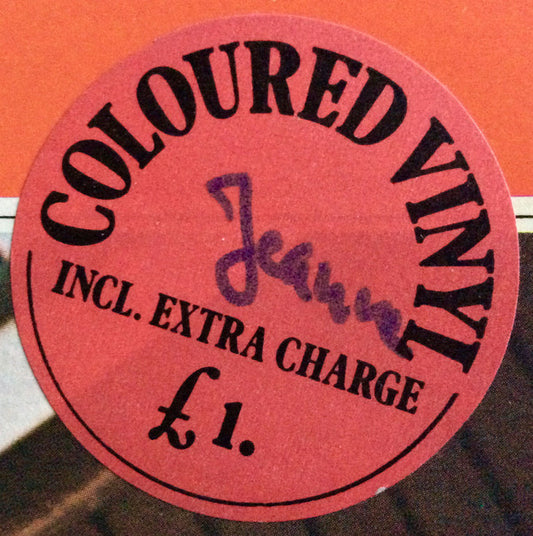 COLOURED VINYL
Jeanne
INCL. EXTRA CHARGE
£1.